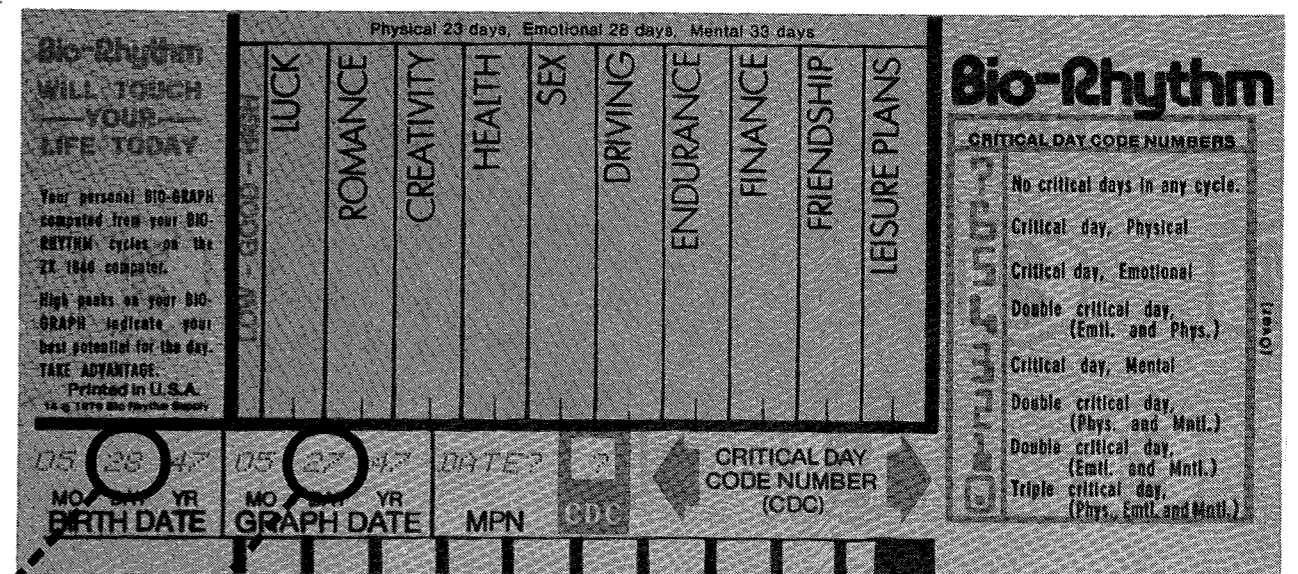 Bio-Rhythm
WILL TOUCH
YOUR
LIFE TODAY
Your personal BIO-GRAPH
computed from your BIO-
RHYTHM cycles on the
ZX 1840 computer.
High peaks on your BIO-
GRAPH indicate your
best potential for the day.
TAKE ADVANTAGE.
Printed in U.S.A.
1979 Bio Rhythm Supply
Physical 23 days, Emotional 28 days, Mental 33 days
LOW - GOOD - HIGH
LUCK
ROMANCE
CREATIVITY
HEALTH
SEX
DRIVING
ENDURANCE
FINANCE
FRIENDSHIP
LEISURE PLANS
05 28 47
MO DAY YR
BIRTH DATE
05 27 47
MO DAY YR
GRAPH DATE
DATE?
MPN
?
CDC
CRITICAL DAY
CODE NUMBER
(CDC)
Bio-Rhythm
CRITICAL DAY CODE NUMBERS
No critical days in any cycle.
Critical day, Physical
Critical day, Emotional
Double critical day,
(Emtl. and Phys.)
Critical day, Mental
Double critical day,
(Phys. and Mntl.)
Double critical day,
(Emtl. and Mntl.)
Triple critical day,
(Phys., Emtl. and Mntl.)
(Over)